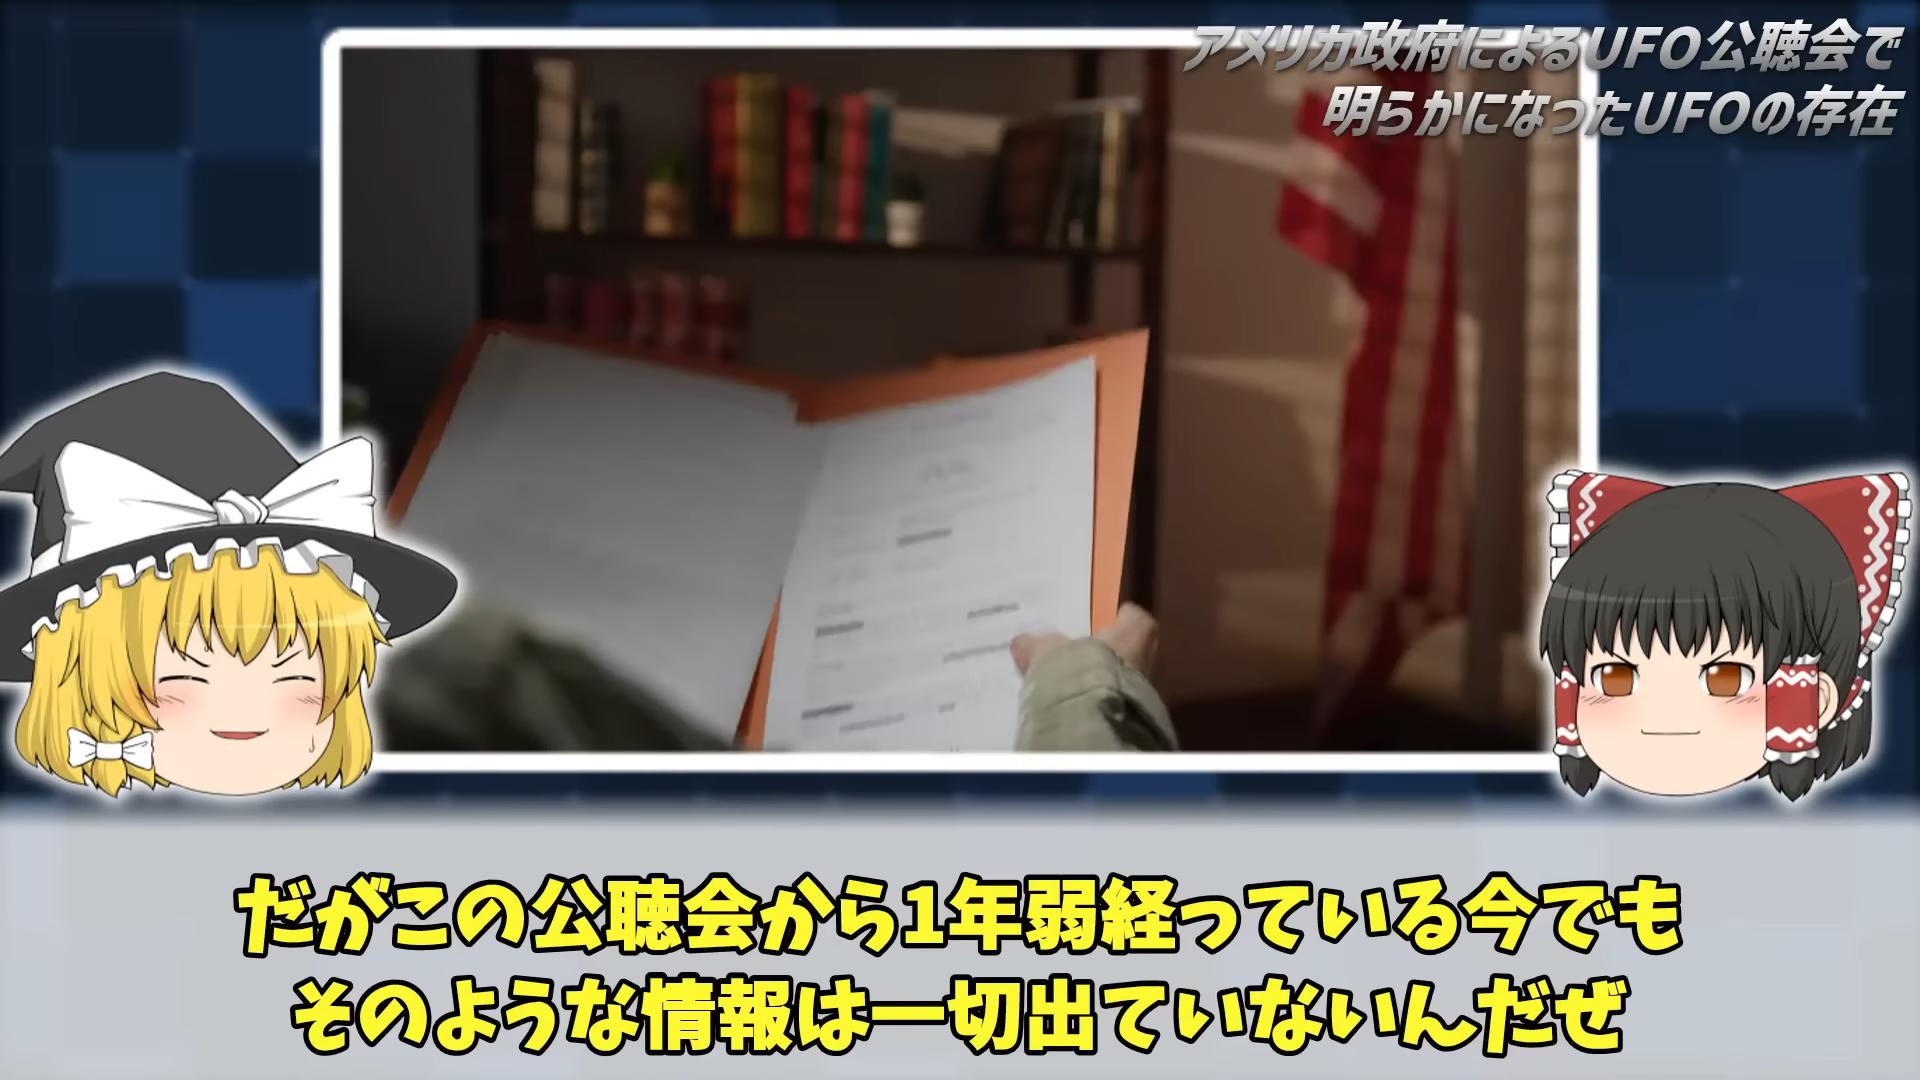 アメリカ政府によるUFO公聴会で
明らかになったUFOの存在
だがこの公聴会から1年弱経っている今でも
そのような情報は一切出ていないんだぜ